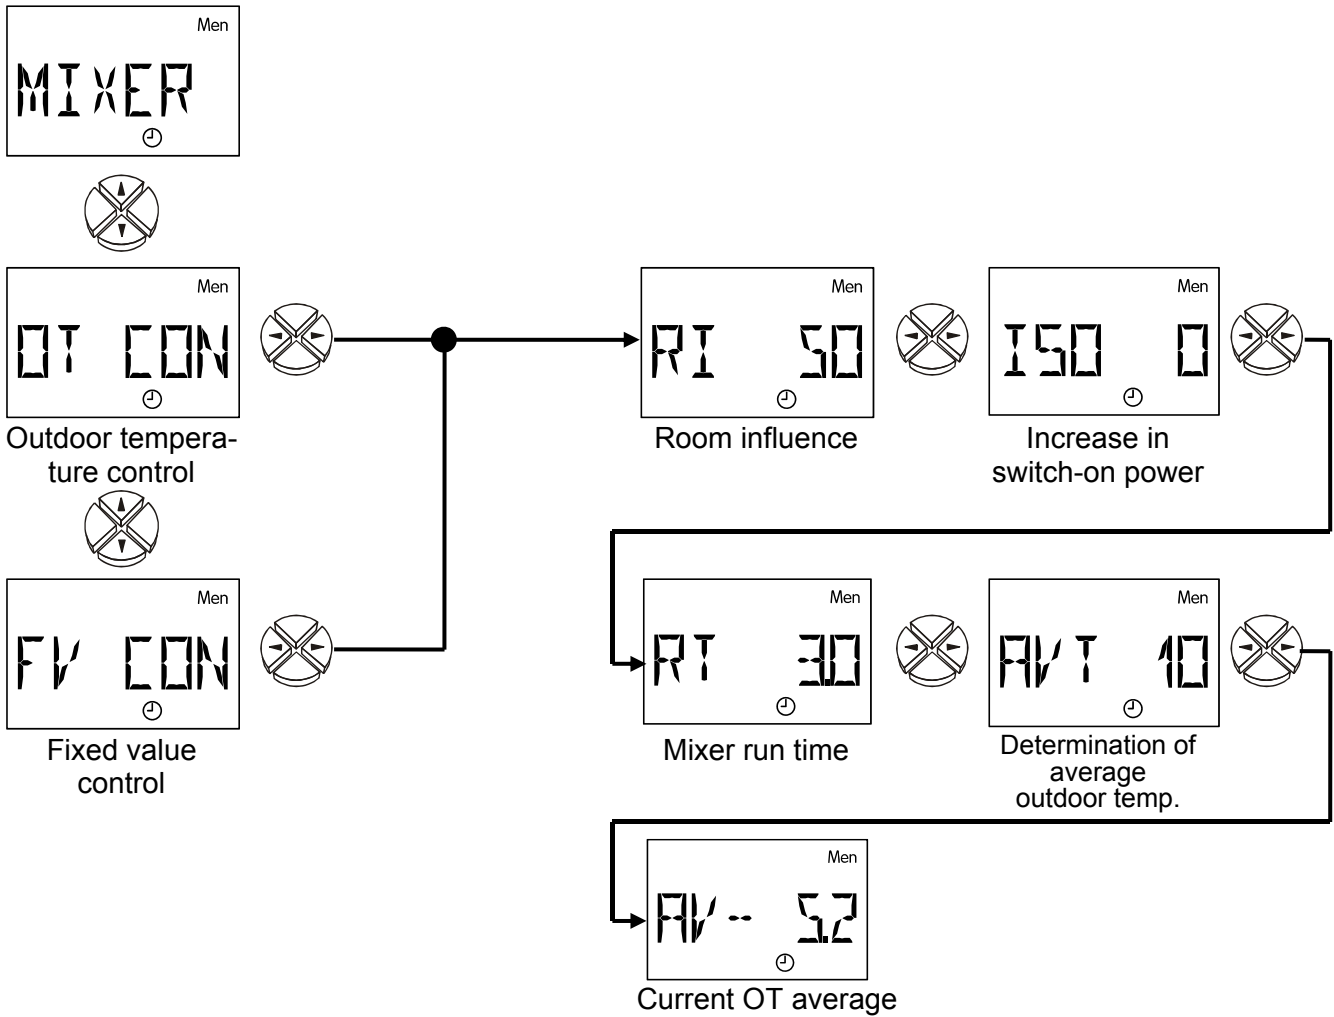 Men
MIXER
Men
OT CON
Outdoor tempera-
ture control
Men
RI 50
Room influence
Men
ISO 0
Increase in
switch-on power
Men
FV CON
Fixed value
control
Men
RT 3.0
Mixer run time
Men
AVT 10
Determination of
average
outdoor temp.
Men
AV- 5.2
Current OT average